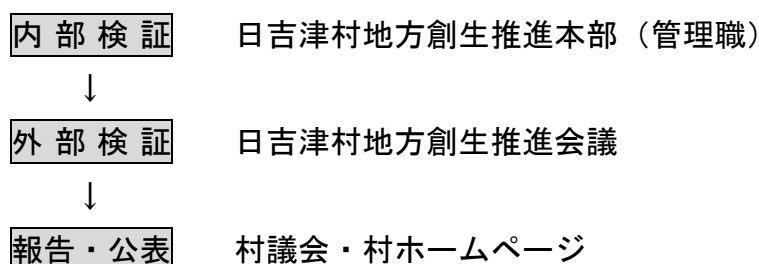 内部検証 日吉津村地方創生推進本部(管理職)
↓
外部検証 日吉津村地方創生推進会議
↓
報告・公表 村議会・村ホームページ